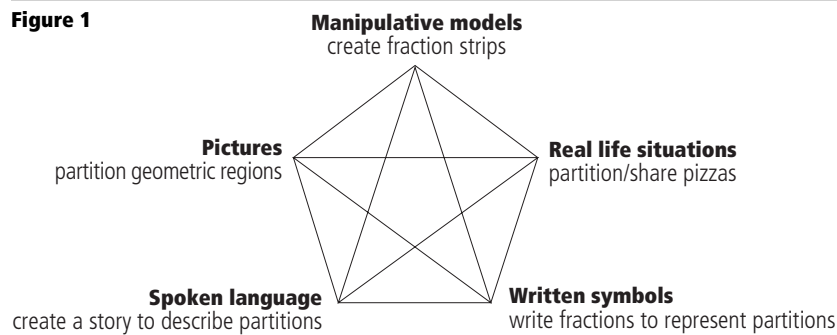 Figure 1
Manipulative models
create fraction strips
Pictures
partition geometric regions
Real life situations
partition/share pizzas
Spoken language
create a story to describe partitions
Written symbols
write fractions to represent partitions